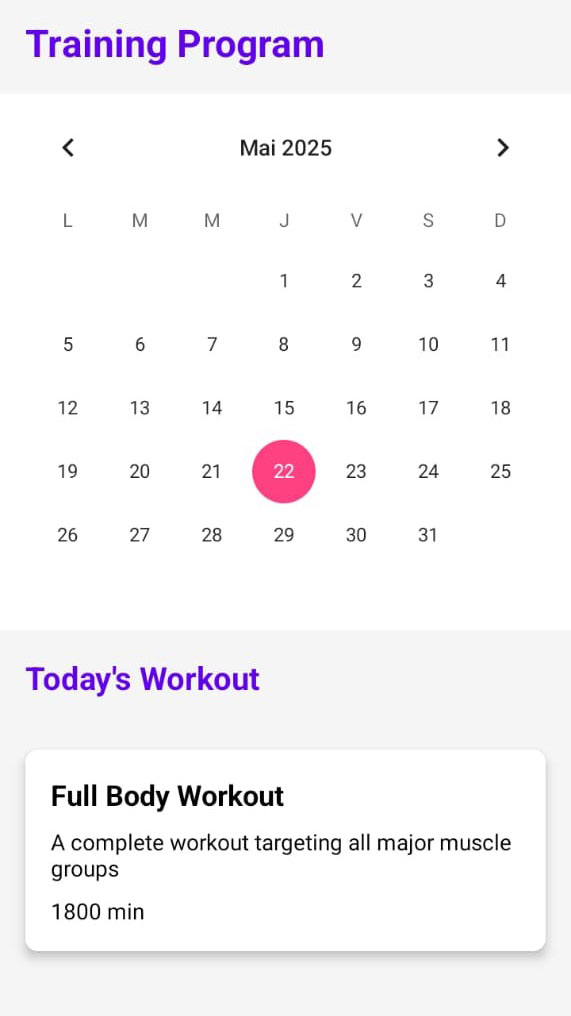 Training Program
Mai 2025
L M M J V S D
1 2 3 4
5 6 7 8 9 10 11
12 13 14 15 16 17 18
19 20 21 22 23 24 25
26 27 28 29 30 31
Today's Workout
Full Body Workout
A complete workout targeting all major muscle
groups
1800 min